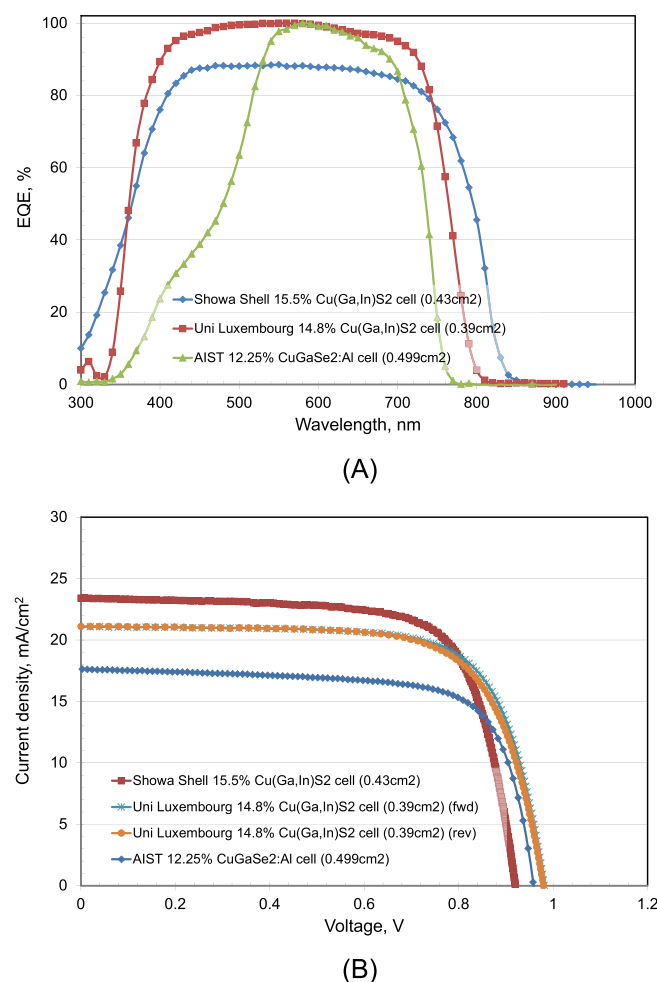 100
80
60
40
20
0
EQE, %
Showa Shell 15.5% Cu(Ga,In)S2 cell (0.43cm2)
Uni Luxembourg 14.8% Cu(Ga,In)S2 cell (0.39cm2)
AIST 12.25% CuGaSe2:Al cell (0.499cm2)
300 400 500 600 700 800 900 1000
Wavelength, nm
(A)
30
25
20
15
10
5
0
Current density, mA/cm2
Showa Shell 15.5% Cu(Ga,In)S2 cell (0.43cm2)
Uni Luxembourg 14.8% Cu(Ga,In)S2 cell (0.39cm2) (fwd)
Uni Luxembourg 14.8% Cu(Ga,In)S2 cell (0.39cm2) (rev)
AIST 12.25% CuGaSe2:Al cell (0.499cm2)
0 0.2 0.4 0.6 0.8 1 1.2
Voltage, V
(B)